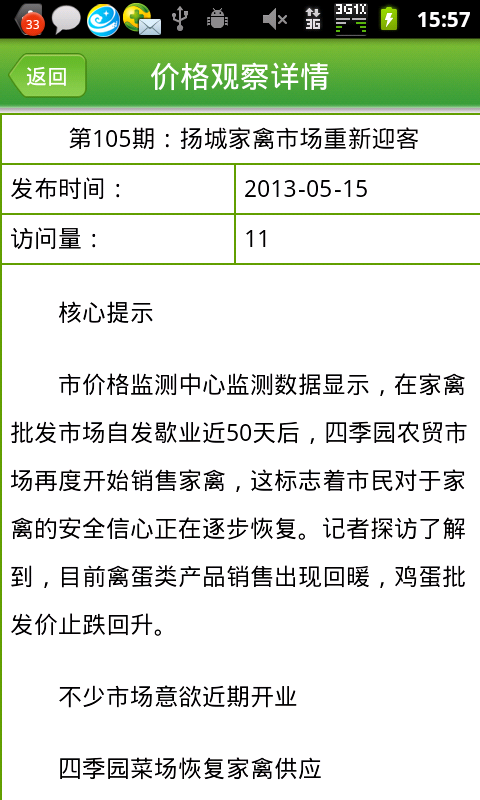 33
3G
3G1X
15:57
返回
价格观察详情
第105期：扬城家禽市场重新迎客
发布时间：
2013-05-15
访问量：
11
核心提示
市价格监测中心监测数据显示，在家禽
批发市场自发歇业近50天后，四季园农贸市
场再度开始销售家禽，这标志着市民对于家
禽的安全信心正在逐步恢复。记者探访了解
到，目前禽蛋类产品销售出现回暖，鸡蛋批
发价止跌回升。
不少市场意欲近期开业
四季园菜场恢复家禽供应